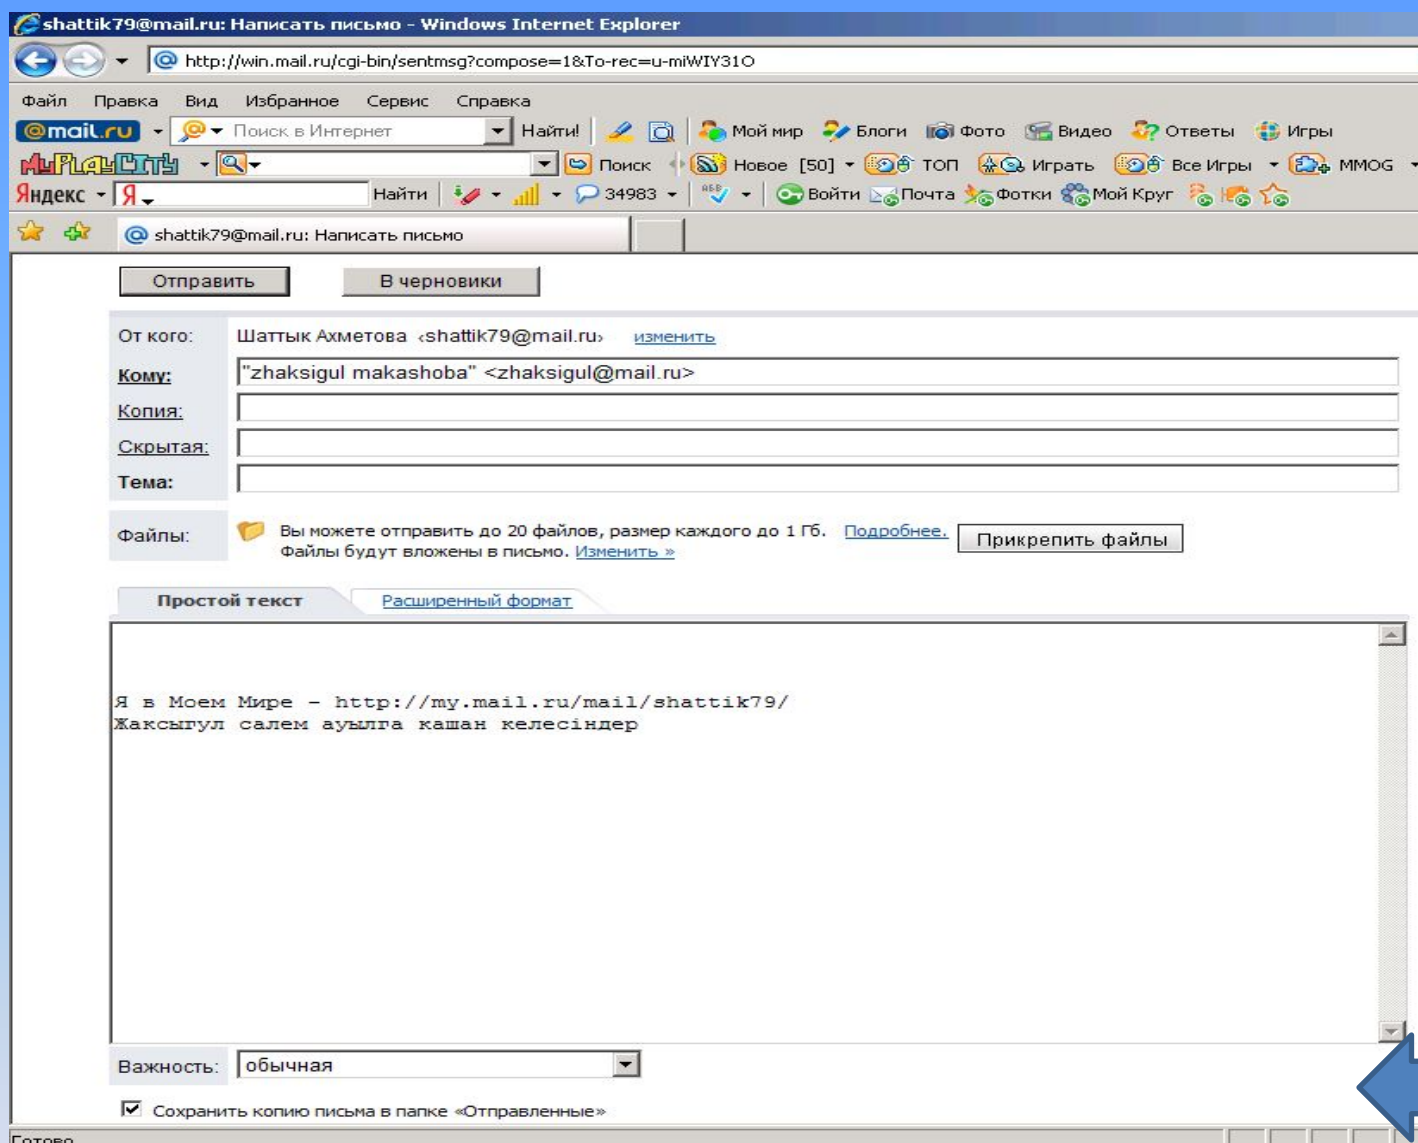 shattik79@mail.ru: Написать письмо - Windows Internet Explorer
http://win.mail.ru/cgi-bin/sentmsg?compose=1&To-rec=u-miWIY31O
Файл Правка Вид Избранное Сервис Справка
@mail.ru Поиск в Интернет Найти! Мой мир Блоги Фото Видео Ответы Игры
MyPlayCity Поиск Новое [50] ТОП Играть Все Игры MMOG
Яндекс Я Найти 34983 Войти Почта Фотки Мой Круг
shattik79@mail.ru: Написать письмо
Отправить В черновики
От кого: Шаттык Ахметова <shattik79@mail.ru> изменить
Кому: "zhaksigul makashoba" <zhaksigul@mail.ru>
Копия:
Скрытая:
Тема:
Файлы: Вы можете отправить до 20 файлов, размер каждого до 1 Гб. Подробнее. Прикрепить файлы
Файлы будут вложены в письмо. Изменить »
Простой текст Расширенный формат
Я в Моем Мире - http://my.mail.ru/mail/shattik79/
Жаксыгул салем ауылга кашан келесіндер
Важность: обычная
Сохранить копию письма в папке «Отправленные»
Готово